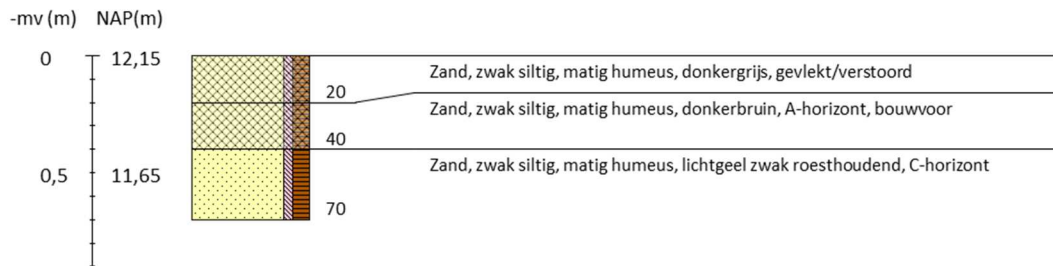 -mv (m) NAP(m)
0 12,15
Zand, zwak siltig, matig humeus, donkergrijs, gevlekt/verstoord
20
Zand, zwak siltig, matig humeus, donkerbruin, A-horizont, bouwvoor
40
Zand, zwak siltig, matig humeus, lichtgeel zwak roesthoudend, C-horizont
0,5 11,65
70